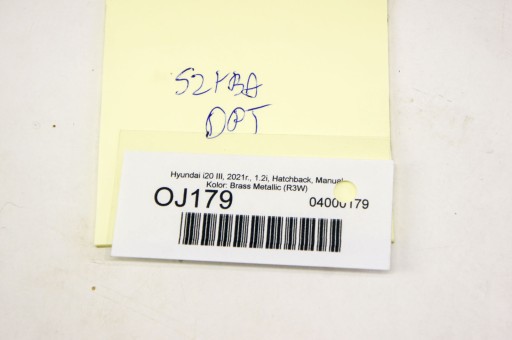 SZYBA
DPT
Hyundai i20 III, 2021r., 1.2i, Hatchback, Manual
Kolor: Brass Metallic (R3W)
OJ179 04000179